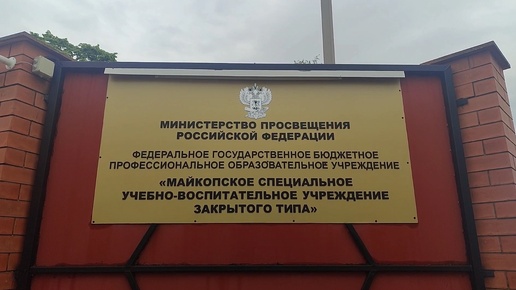 МИНИСТЕРСТВО ПРОСВЕЩЕНИЯ
РОССИЙСКОЙ ФЕДЕРАЦИИ
ФЕДЕРАЛЬНОЕ ГОСУДАРСТВЕННОЕ БЮДЖЕТНОЕ
ПРОФЕССИОНАЛЬНОЕ ОБРАЗОВАТЕЛЬНОЕ УЧРЕЖДЕНИЕ
«МАЙКОПСКОЕ СПЕЦИАЛЬНОЕ
УЧЕБНО-ВОСПИТАТЕЛЬНОЕ УЧРЕЖДЕНИЕ
ЗАКРЫТОГО ТИПА»